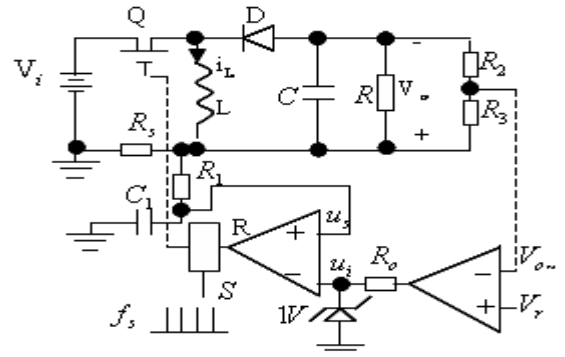 Q
D
-
V_i
i_L
L
C
R
V_o
R_2
R_3
+
R_s
R_1
C_1
R
+
u_s
-
u_i
R_o
-
V_o~
+
V_r
S
f_s
1V